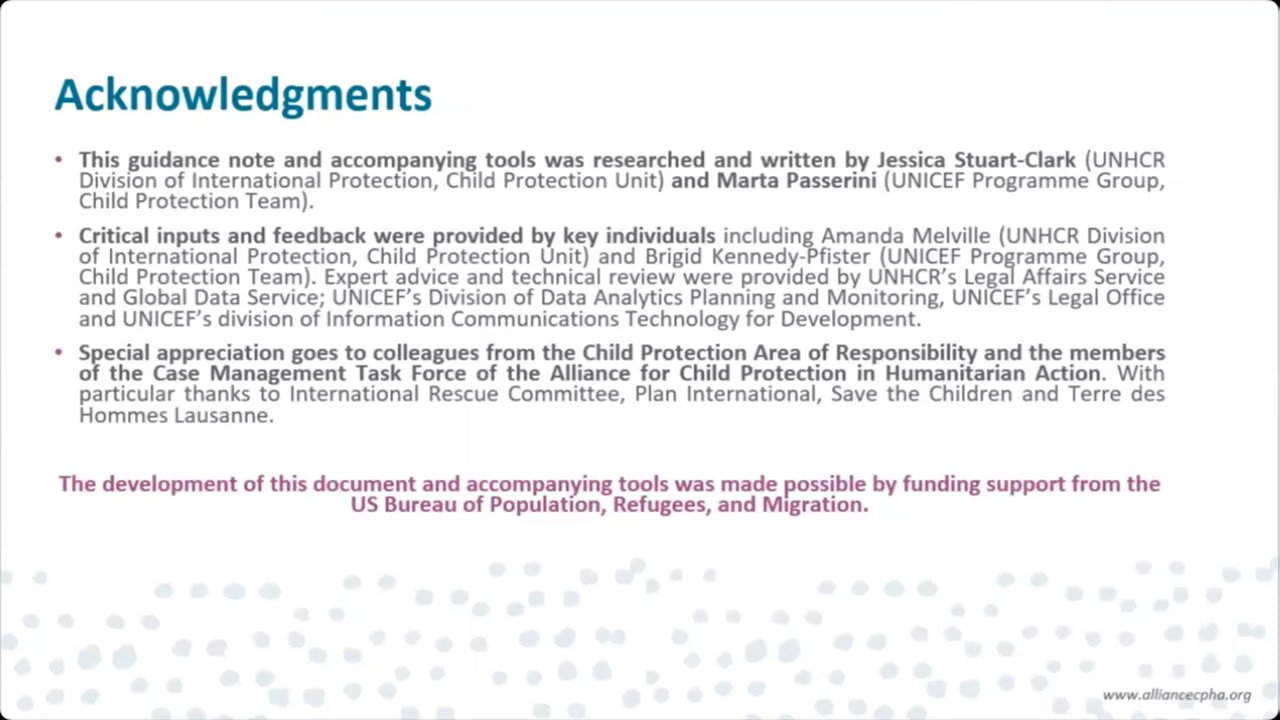 Acknowledgments
• This guidance note and accompanying tools was researched and written by Jessica Stuart-Clark (UNHCR
Division of International Protection, Child Protection Unit) and Marta Passerini (UNICEF Programme Group,
Child Protection Team).
• Critical inputs and feedback were provided by key individuals including Amanda Melville (UNHCR Division
of International Protection, Child Protection Unit) and Brigid Kennedy-Pfister (UNICEF Programme Group,
Child Protection Team). Expert advice and technical review were provided by UNHCR’s Legal Affairs Service
and Global Data Service; UNICEF’s Division of Data Analytics Planning and Monitoring, UNICEF’s Legal Office
and UNICEF’s division of Information Communications Technology for Development.
• Special appreciation goes to colleagues from the Child Protection Area of Responsibility and the members
of the Case Management Task Force of the Alliance for Child Protection in Humanitarian Action. With
particular thanks to International Rescue Committee, Plan International, Save the Children and Terre des
Hommes Lausanne.
The development of this document and accompanying tools was made possible by funding support from the
US Bureau of Population, Refugees, and Migration.
www.alliancecpha.org